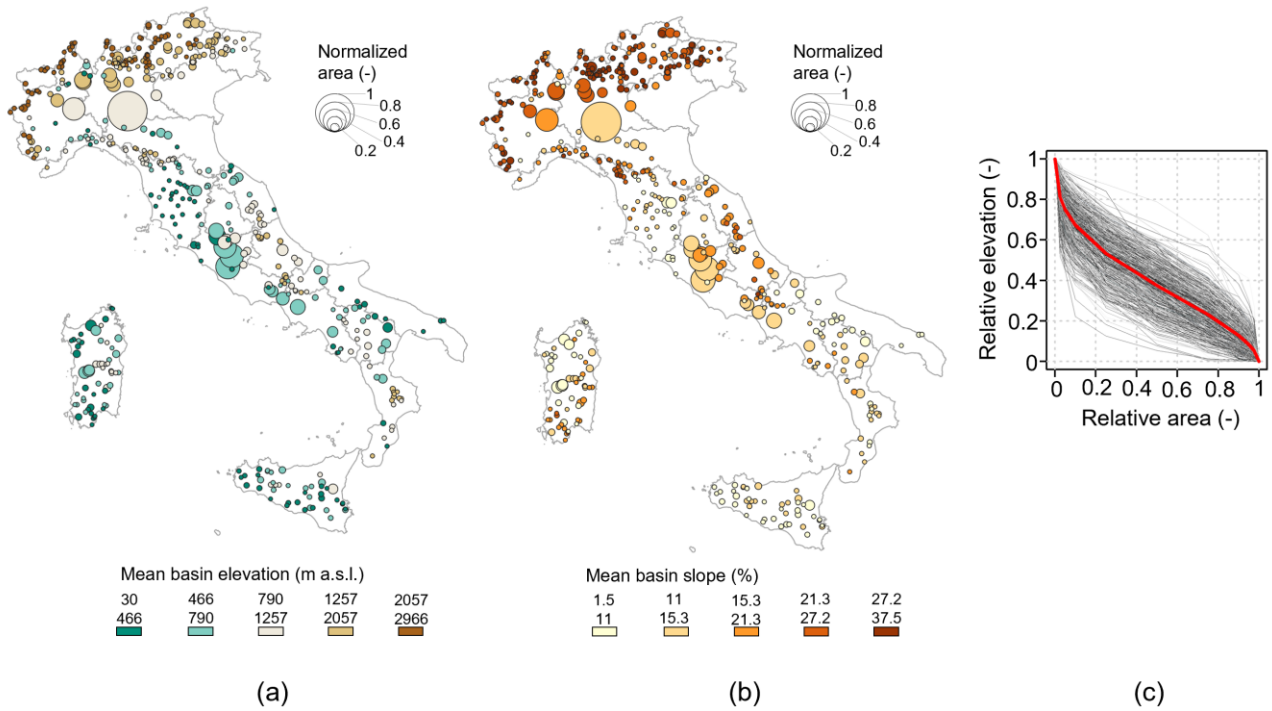 Normalized
area (-)
1
0.8
0.6
0.4
0.2
Mean basin elevation (m a.s.l.)
30 466 790 1257 2057
466 790 1257 2057 2966
(a)
Normalized
area (-)
1
0.8
0.6
0.4
0.2
Mean basin slope (%)
1.5 11 15.3 21.3 27.2
11 15.3 21.3 27.2 37.5
(b)
Relative elevation (-)
1
0.8
0.6
0.4
0.2
0
0 0.2 0.4 0.6 0.8 1
Relative area (-)
(c)